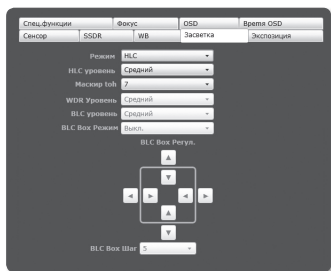 Спец.функции Фокус OSD Время OSD
Сенсор SSDR WB Засветка Экспозиция
Режим HLC
HLC уровень Средний
Маскир toh 7
WDR Уровень Средний
BLC уровень Средний
BLC Box Режим Выкл.
BLC Box Регул.
BLC Box Шаг 5